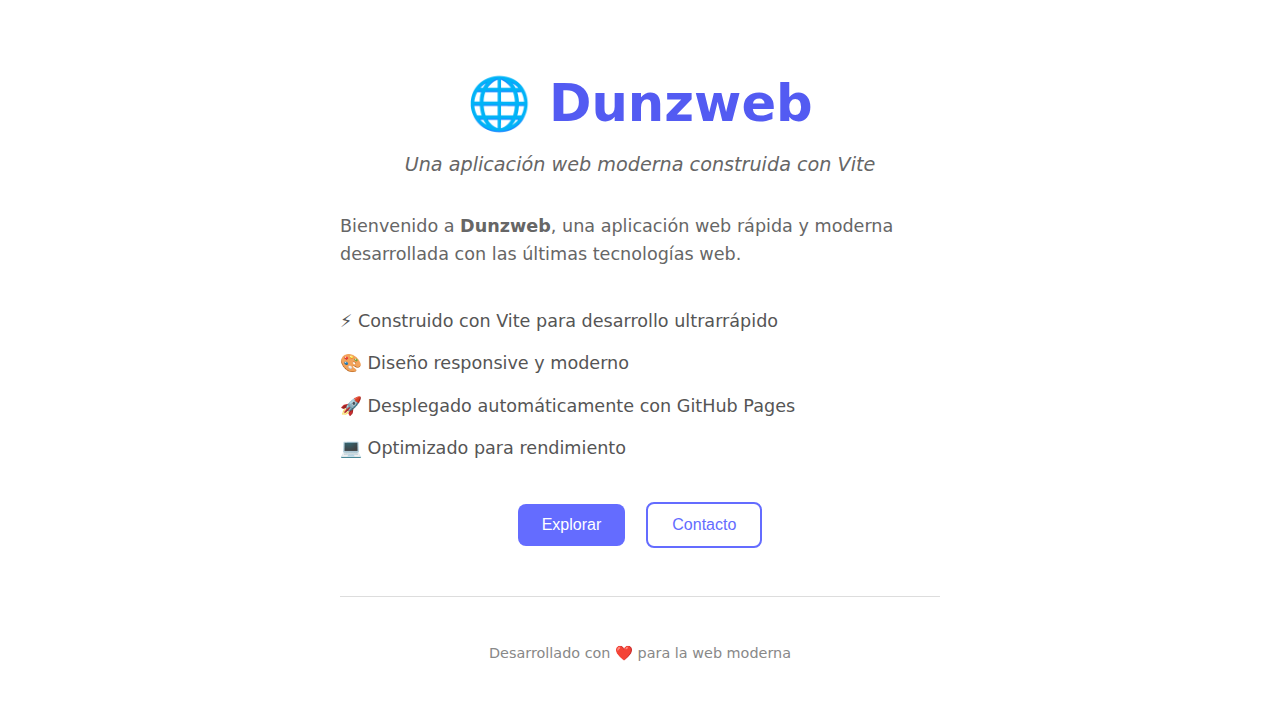 🌐 Dunzweb
Una aplicación web moderna construida con Vite
Bienvenido a Dunzweb, una aplicación web rápida y moderna
desarrollada con las últimas tecnologías web.
⚡ Construido con Vite para desarrollo ultrarrápido
🎨 Diseño responsive y moderno
🚀 Desplegado automáticamente con GitHub Pages
💻 Optimizado para rendimiento
Explorar Contacto
Desarrollado con ❤️ para la web moderna